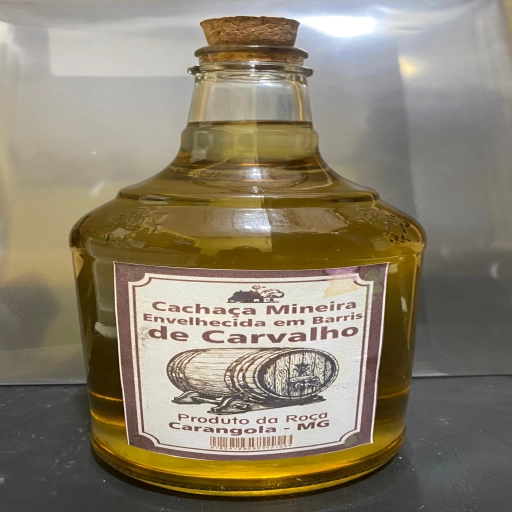 Cachaça Mineira
Envelhecida em Barris
de Carvalho
Produto da Roça
Carangola - MG